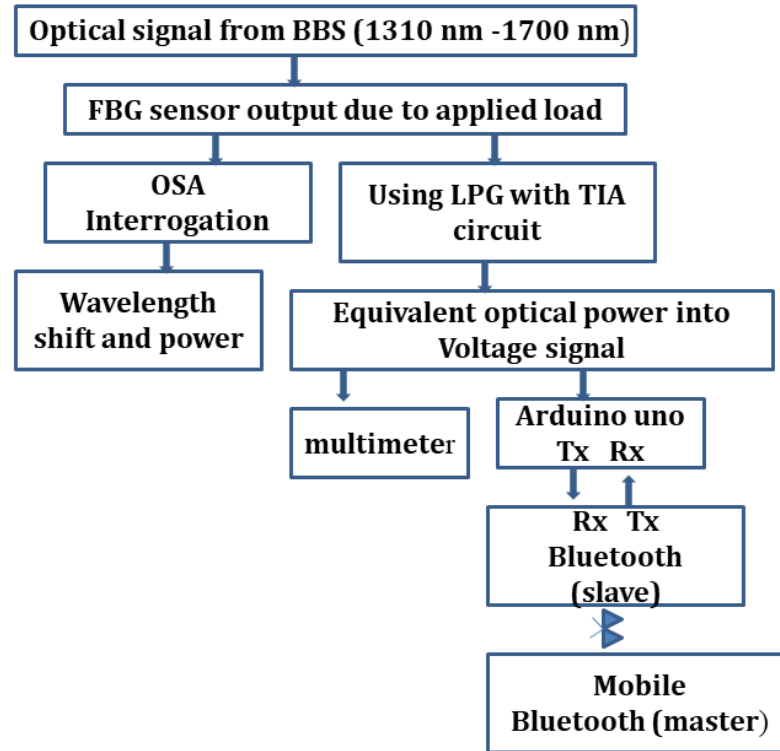 Optical signal from BBS (1310 nm -1700 nm)
FBG sensor output due to applied load
OSA
Interrogation
Using LPG with TIA
circuit
Wavelength
shift and power
Equivalent optical power into
Voltage signal
multimeter
Arduino uno
Tx Rx
Rx Tx
Bluetooth
(slave)
Mobile
Bluetooth (master)